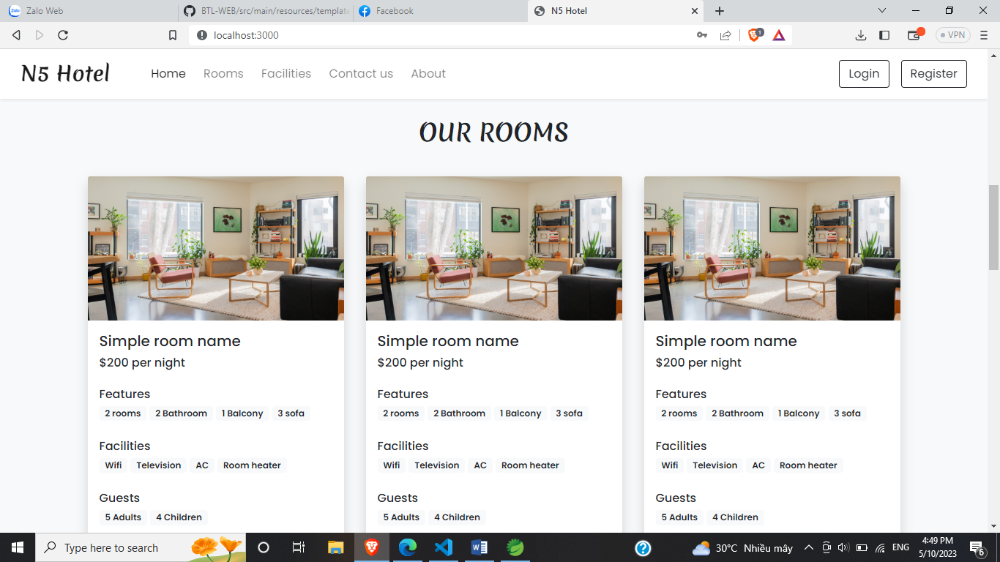 Zalo Web
BTL-WEB/src/main/resources/template
Facebook
N5 Hotel
localhost:3000
1
VPN
N5 Hotel
Home
Rooms
Facilities
Contact us
About
Login
Register
OUR ROOMS
Simple room name
$200 per night
Features
2 rooms 2 Bathroom 1 Balcony 3 sofa
Facilities
Wifi Television AC Room heater
Guests
5 Adults 4 Children
Simple room name
$200 per night
Features
2 rooms 2 Bathroom 1 Balcony 3 sofa
Facilities
Wifi Television AC Room heater
Guests
5 Adults 4 Children
Simple room name
$200 per night
Features
2 rooms 2 Bathroom 1 Balcony 3 sofa
Facilities
Wifi Television AC Room heater
Guests
5 Adults 4 Children
Type here to search
30°C Nhiều mây
ENG
4:49 PM
5/10/2023
6